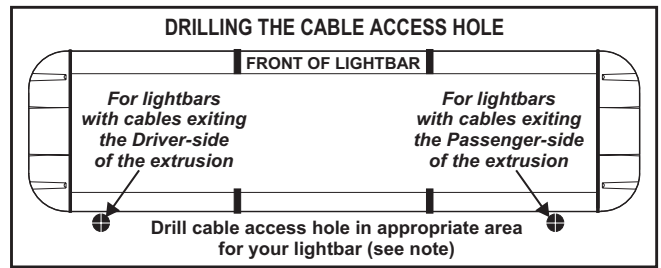 DRILLING THE CABLE ACCESS HOLE
FRONT OF LIGHTBAR
For lightbars
with cables exiting
the Driver-side
of the extrusion
For lightbars
with cables exiting
the Passenger-side
of the extrusion
Drill cable access hole in appropriate area
for your lightbar (see note)